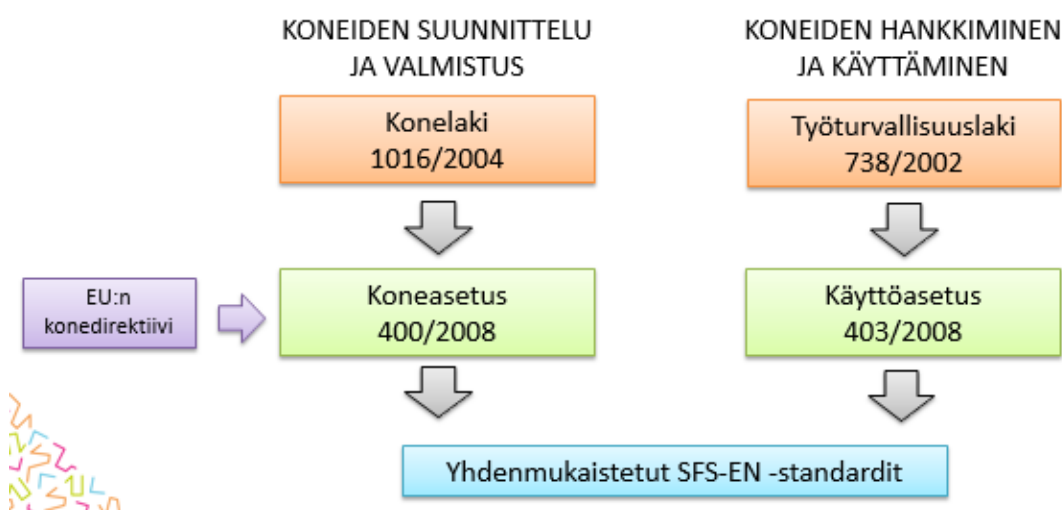 KONEIDEN SUUNNITTELU
JA VALMISTUS
KONEIDEN HANKKIMINEN
JA KÄYTTÄMINEN
Konelaki
1016/2004
Työturvallisuuslaki
738/2002
EU:n
konedirektiivi
Koneasetus
400/2008
Käyttöasetus
403/2008
Yhdenmukaistetut SFS-EN -standardit